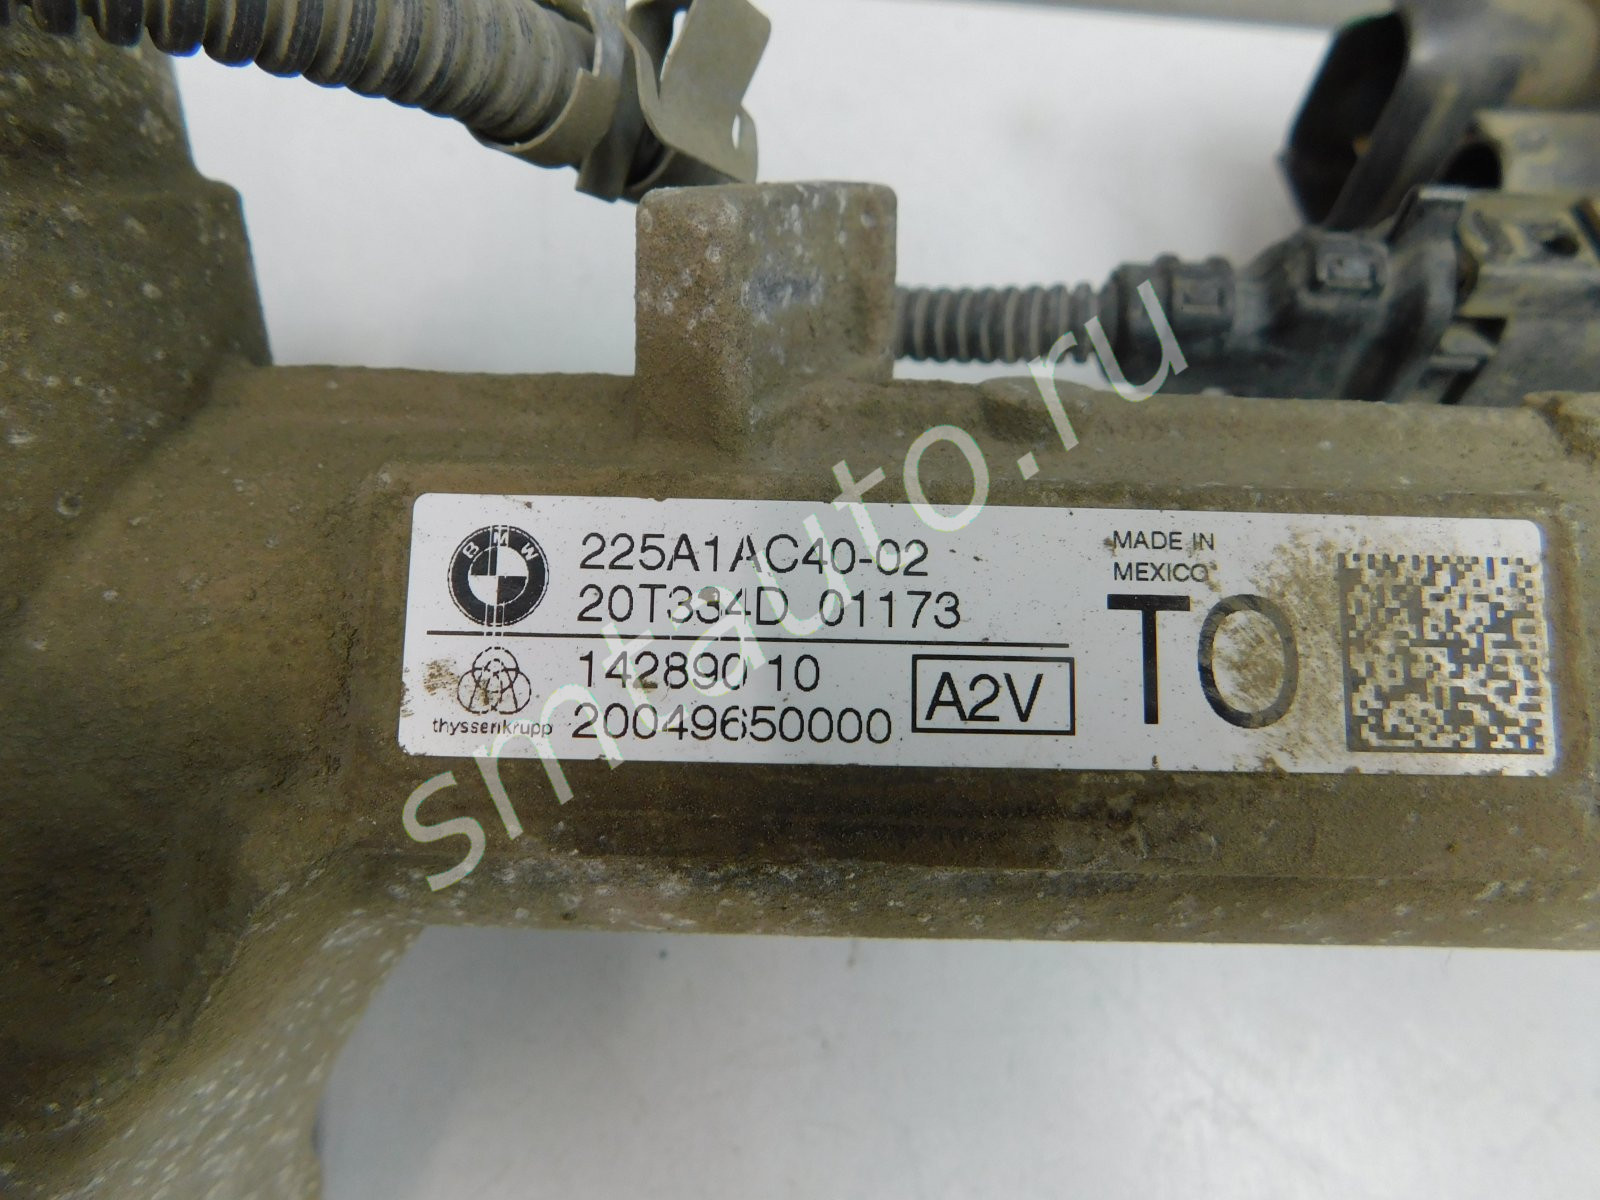 BMW
225A1AC40-02
20T334D 01173
thyssenkrupp
142890 10
20049650000
A2V
MADE IN
MEXICO
TO
smtauto.ru